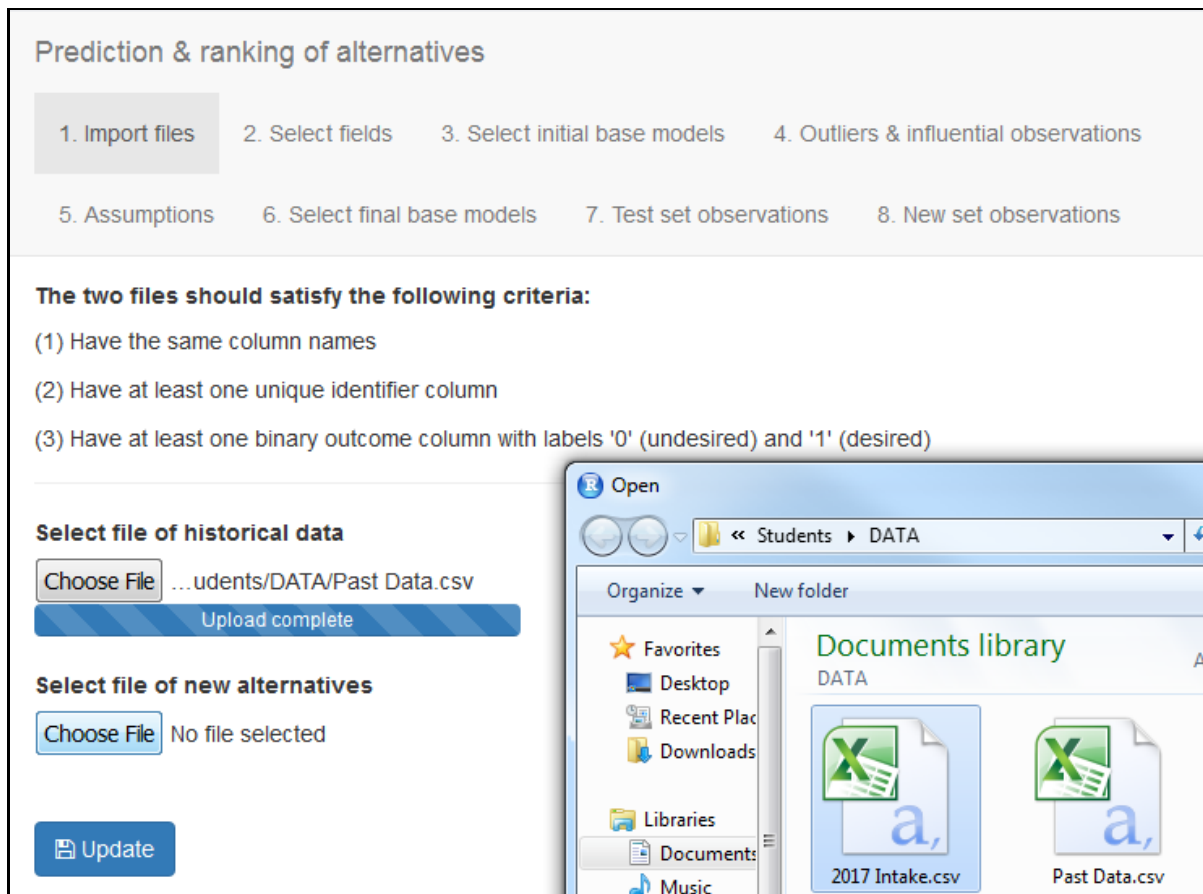 Prediction & ranking of alternatives
1. Import files 2. Select fields 3. Select initial base models 4. Outliers & influential observations
5. Assumptions 6. Select final base models 7. Test set observations 8. New set observations
The two files should satisfy the following criteria:
(1) Have the same column names
(2) Have at least one unique identifier column
(3) Have at least one binary outcome column with labels '0' (undesired) and '1' (desired)
Select file of historical data
Choose File ...udents/DATA/Past Data.csv
Upload complete
Select file of new alternatives
Choose File No file selected
Update
R Open
« Students DATA
Organize New folder
Favorites
Desktop
Recent Plac
Downloads
Libraries
Documents
Music
Documents library
DATA
A
a, a,
2017 Intake.csv Past Data.csv